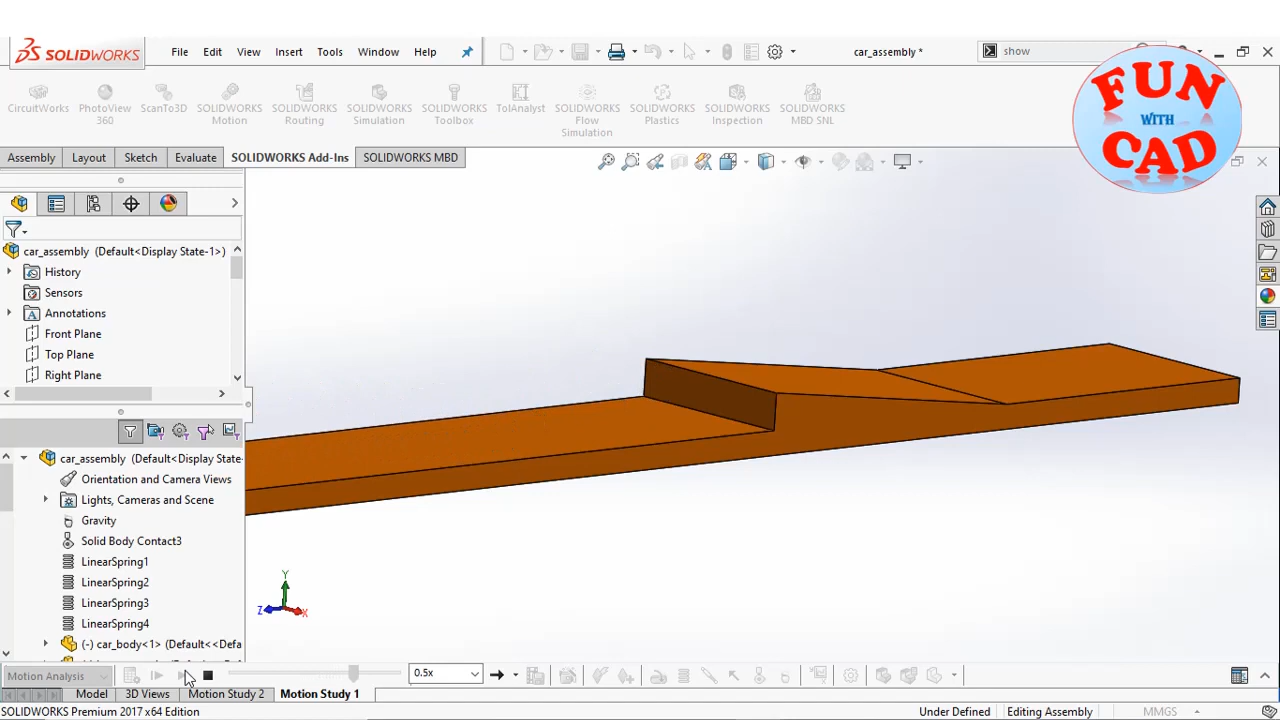 SOLIDWORKS
File Edit View Insert Tools Window Help
car_assembly *
show
FUN
WITH
CAD
CircuitWorks
PhotoView
360
ScanTo3D
SOLIDWORKS
Motion
SOLIDWORKS
Routing
SOLIDWORKS
Simulation
SOLIDWORKS
Toolbox
TolAnalyst
SOLIDWORKS
Flow
Simulation
SOLIDWORKS
Plastics
SOLIDWORKS
Inspection
SOLIDWORKS
MBD SNL
Assembly Layout Sketch Evaluate SOLIDWORKS Add-Ins SOLIDWORKS MBD
car_assembly (Default<Display State-1>)
History
Sensors
Annotations
Front Plane
Top Plane
Right Plane
car_assembly (Default<Display State-
Orientation and Camera Views
Lights, Cameras and Scene
Gravity
Solid Body Contact3
LinearSpring1
LinearSpring2
LinearSpring3
LinearSpring4
(-) car_body<1> (Default<<Defa
Y
Z
X
Motion Analysis
0.5x
Model 3D Views Motion Study 2 Motion Study 1
SOLIDWORKS Premium 2017 x64 Edition
Under Defined Editing Assembly MMGS